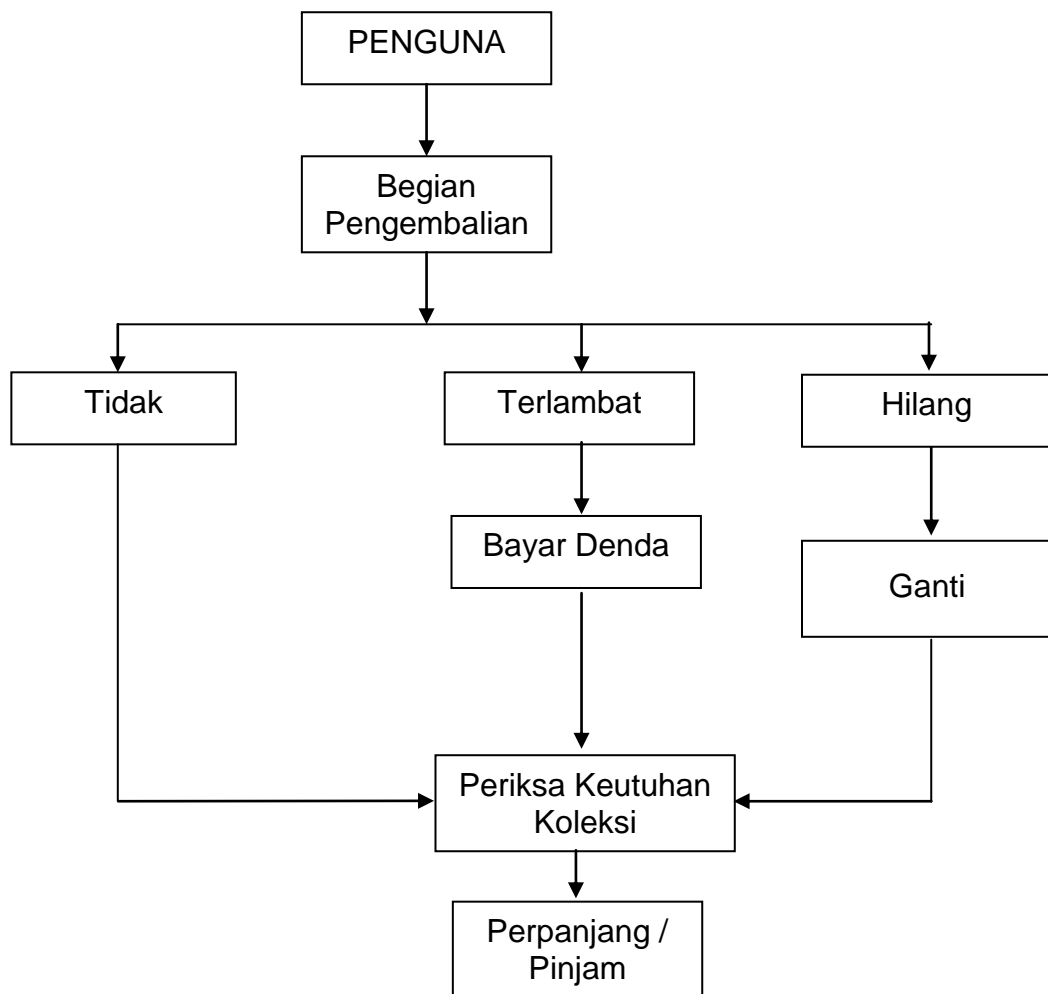 PENGUNA
Begian
Pengembalian
Tidak
Terlambat
Hilang
Bayar Denda
Ganti
Periksa Keutuhan
Koleksi
Perpanjang /
Pinjam